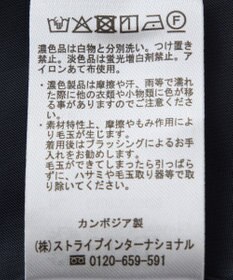 濃色品は白物と分別洗い。つけ置き
禁止。淡色品は蛍光増白剤禁止。ア
イロンあて布使用。
・濃色製品は摩擦や汗、雨等で濡れ
た際に他の衣類や小物類に色が移
る事がありますのでご注意くださ
い。
・素材特性上、摩擦やもみ作用によ
り毛玉が生じます。
着用後はブラッシングによるお手
入れをお勧めします。
毛玉ができてしまったら引っぱらず
に、ハサミや毛玉取り器等で取り
除いてください。
カンボジア製
(株)ストライプインターナショナル
0120-659-591